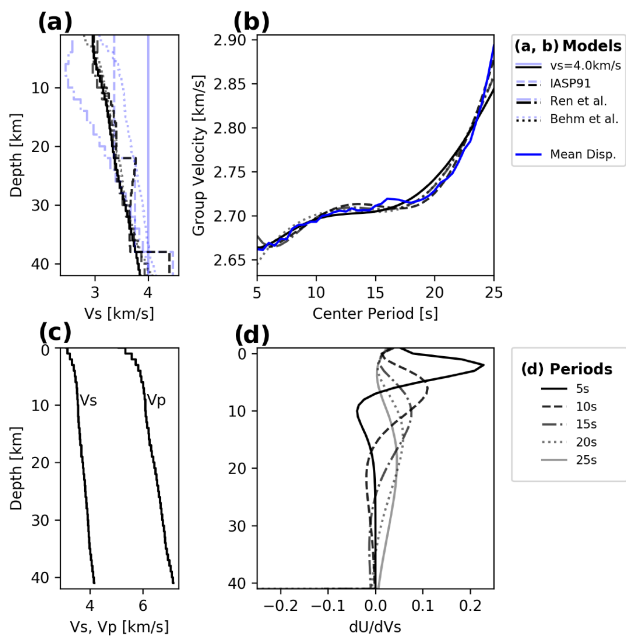 (a)
10
20
30
40
Depth [km]
3
4
Vs [km/s]
(b)
2.90
2.85
2.80
2.75
2.70
2.65
Group Velocity [km/s]
5
10
15
20
25
Center Period [s]
(a, b) Models
vs=4.0km/s
IASP91
Ren et al.
Behm et al.
Mean Disp.
(c)
0
10
20
30
40
Depth [km]
Vs
Vp
4
6
Vs, Vp [km/s]
(d)
0
10
20
30
40
−0.2
−0.1
0.0
0.1
0.2
dU/dVs
(d) Periods
5s
10s
15s
20s
25s